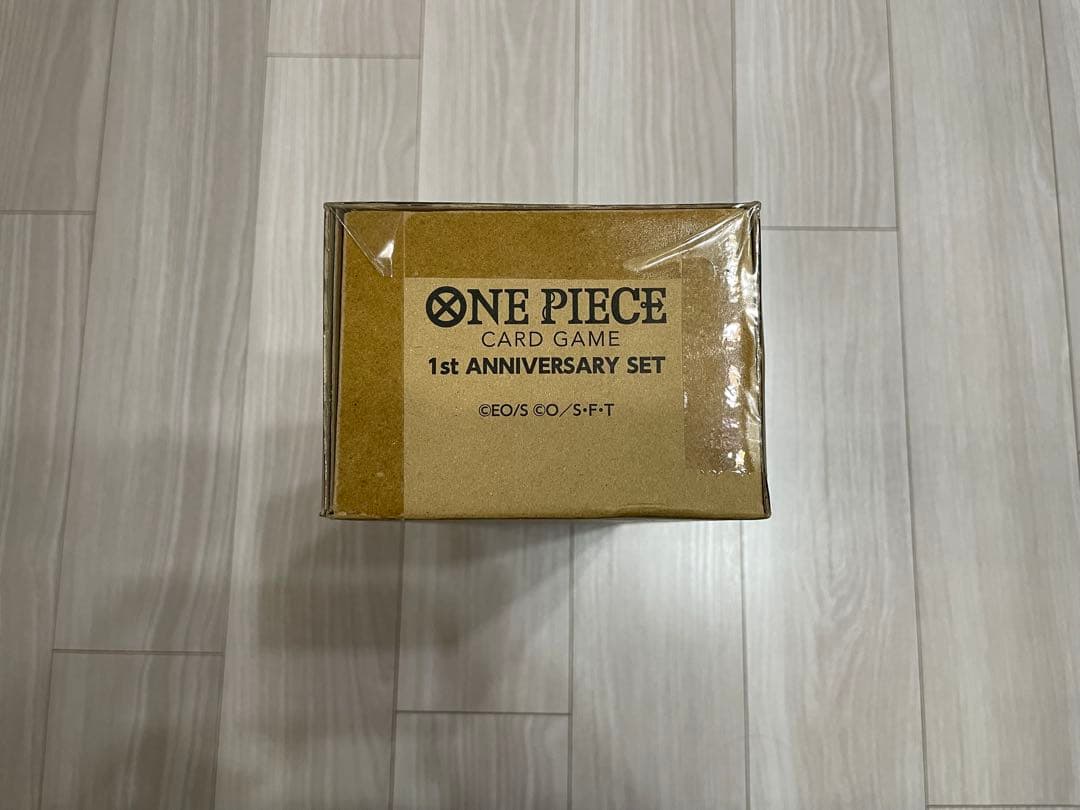 ONE PIECE
CARD GAME
1st ANNIVERSARY SET
©EO/S ©O／S・F・T